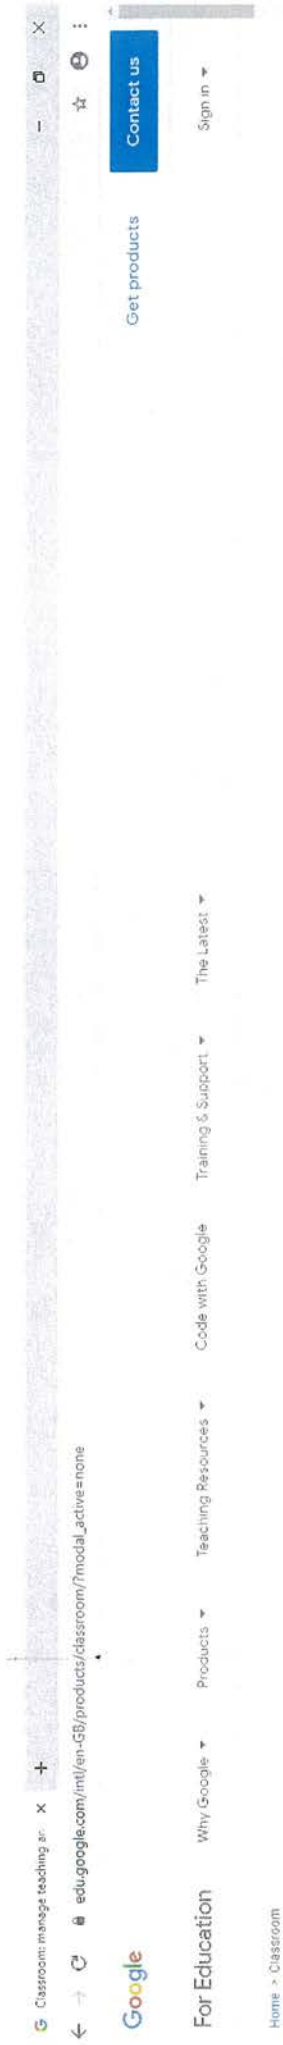 Classroom: manage teaching an
edu.google.com/intl/en-GB/products/classroom/?modal_active=none
Google
Get products
Contact us
For Education
Why Google
Products
Teaching Resources
Code with Google
Training & Support
The Latest
Sign in
Home > Classroom